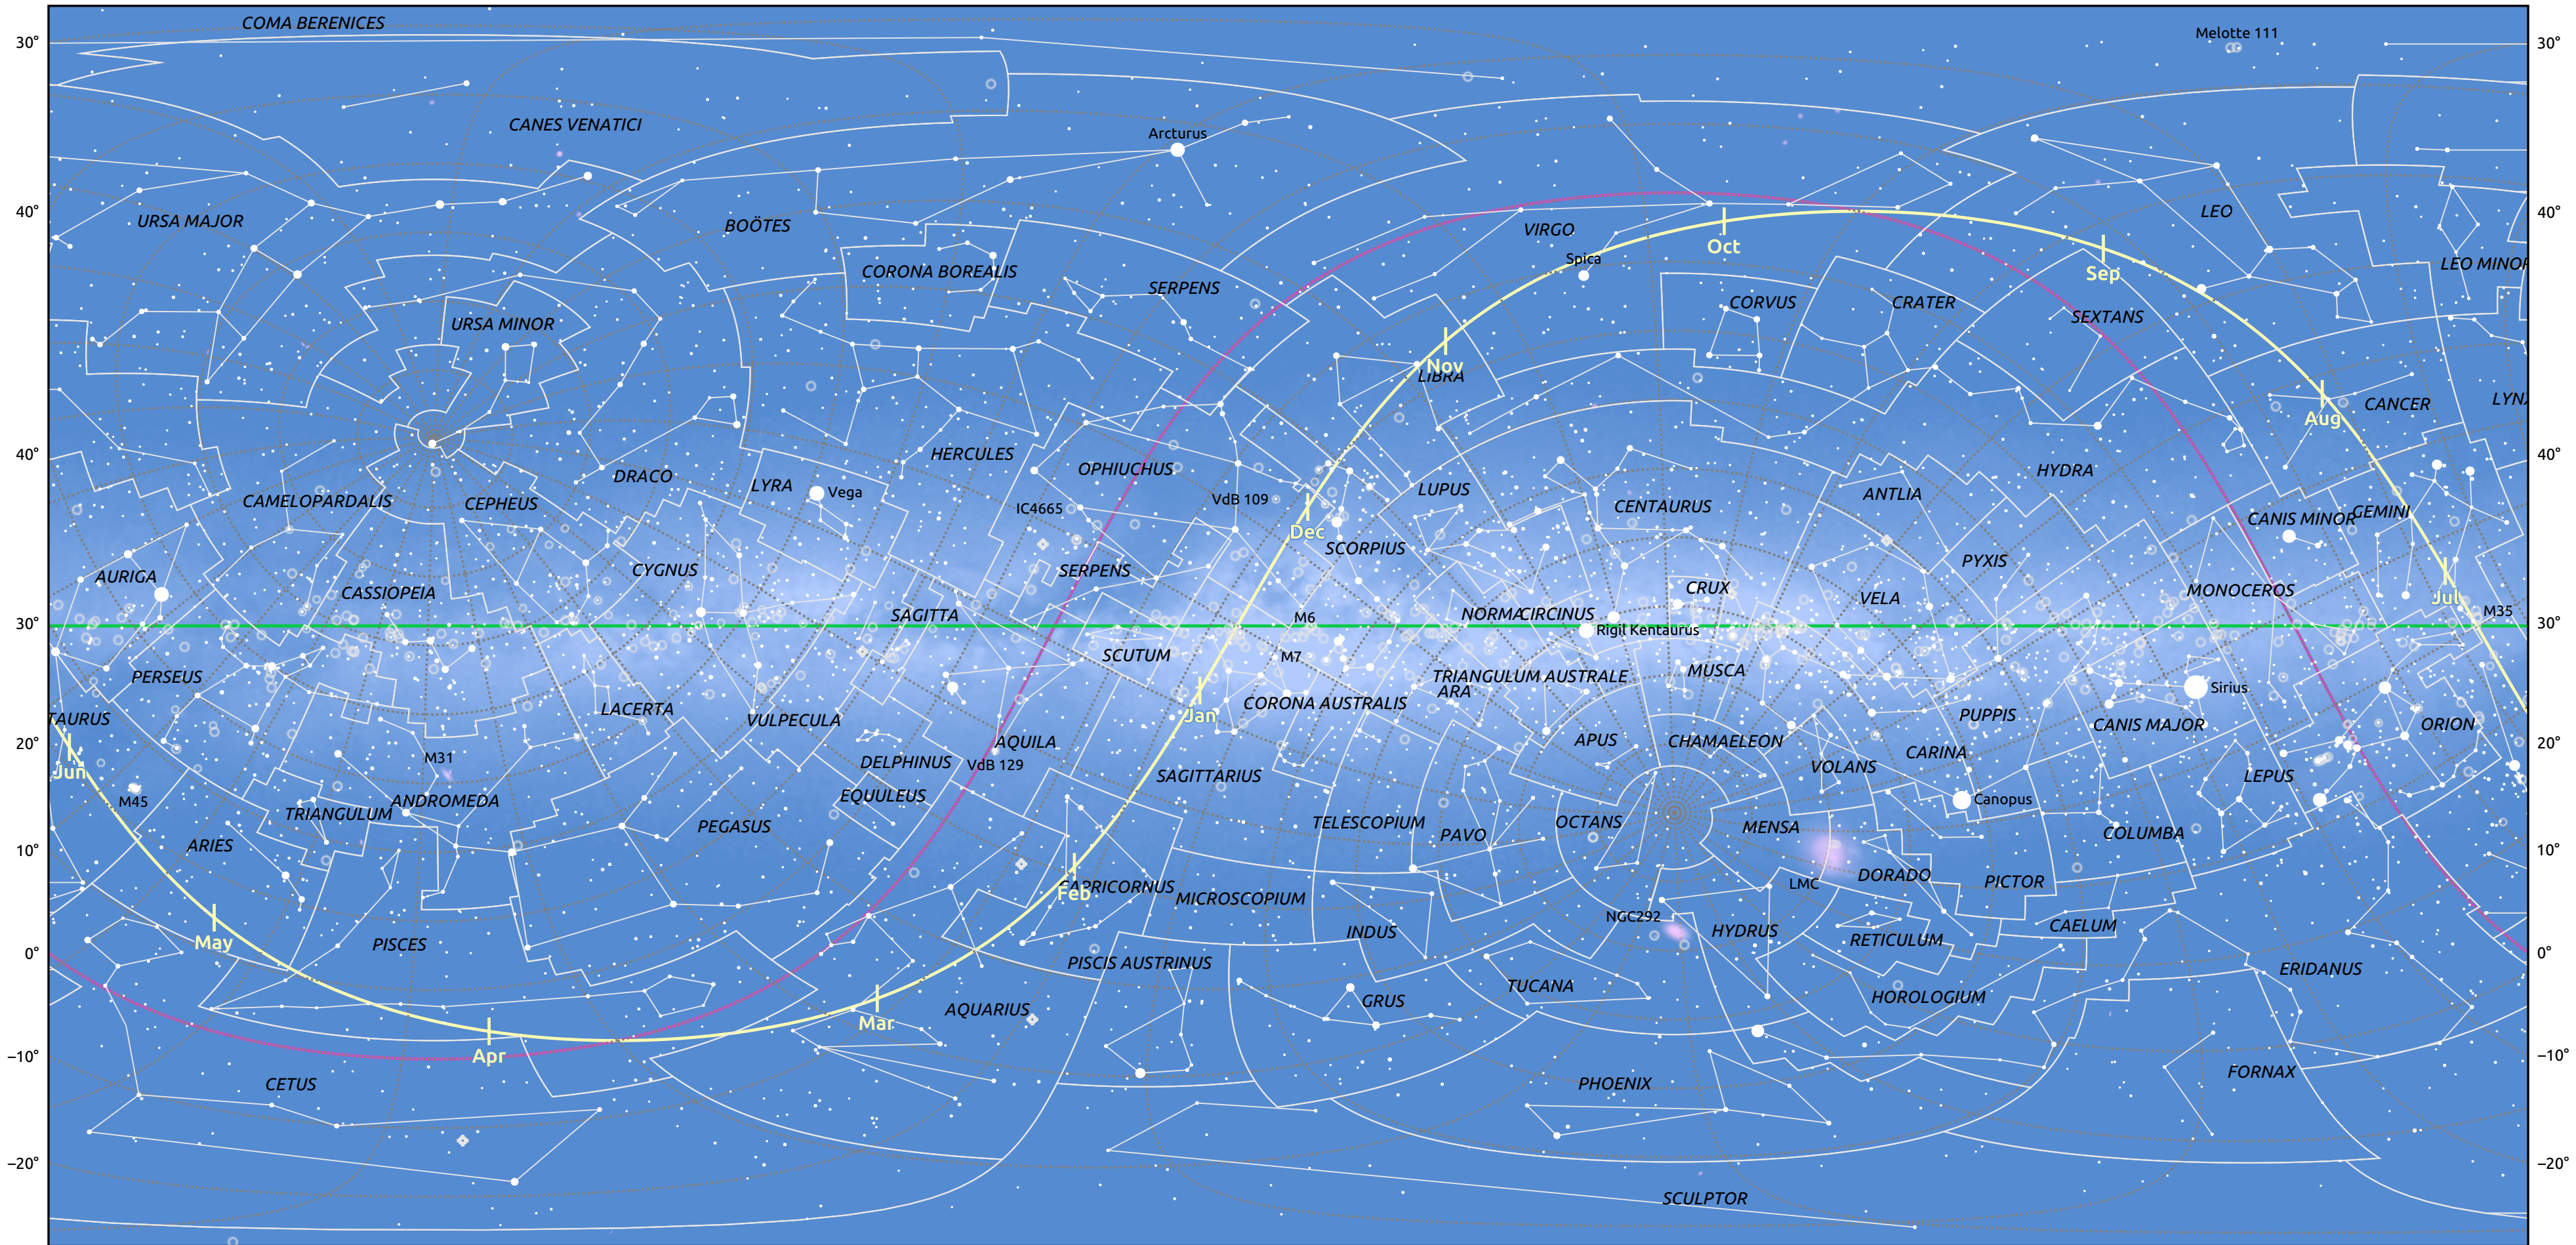 COMA BERENICES
Melotte 111
30°
30°
CANES VENATICI
Arcturus
URSA MAJOR
BOÖTES
VIRGO
LEO
40°
40°
Oct
Sep
Spica
CORONA BOREALIS
LEO MINOR
SERPENS
CORVUS
CRATER
SEXTANS
URSA MINOR
Nov
LIBRA
CANCER
LYN
Aug
40°
40°
HERCULES
OPHIUCHUS
HYDRA
DRACO
LYRA
Vega
LUPUS
ANTLIA
CAMELOPARDALIS
CEPHEUS
IC4665
VdB 109
CENTAURUS
GEMINI
CANIS MINOR
Dec
SCORPIUS
PYXIS
AURIGA
CYGNUS
SERPENS
CASSIOPEIA
CRUX
MONOCEROS
VELA
Jul
SAGITTA
M6
NORMA
CIRCINUS
M35
30°
30°
Rigil Kentaurus
SCUTUM
M7
PERSEUS
TRIANGULUM AUSTRALE
MUSCA
ARA
Sirius
TAURUS
LACERTA
VULPECULA
Jan
CORONA AUSTRALIS
PUPPIS
CANIS MAJOR
ORION
20°
20°
M31
AQUILA
APUS
CHAMAELEON
CARINA
DELPHINUS
VdB 129
Jun
SAGITTARIUS
VOLANS
LEPUS
M45
TRIANGULUM
ANDROMEDA
EQUULEUS
Canopus
PEGASUS
TELESCOPIUM
PAVO
OCTANS
MENSA
COLUMBA
ARIES
10°
10°
CAPRICORNUS
Feb
MICROSCOPIUM
LMC
DORADO
PICTOR
NGC292
May
PISCES
INDUS
HYDRUS
RETICULUM
CAELUM
0°
0°
PISCIS AUSTRINUS
ERIDANUS
TUCANA
AQUARIUS
GRUS
HOROLOGIUM
Mar
Apr
–10°
–10°
CETUS
PHOENIX
FORNAX
–20°
–20°
SCULPTOR